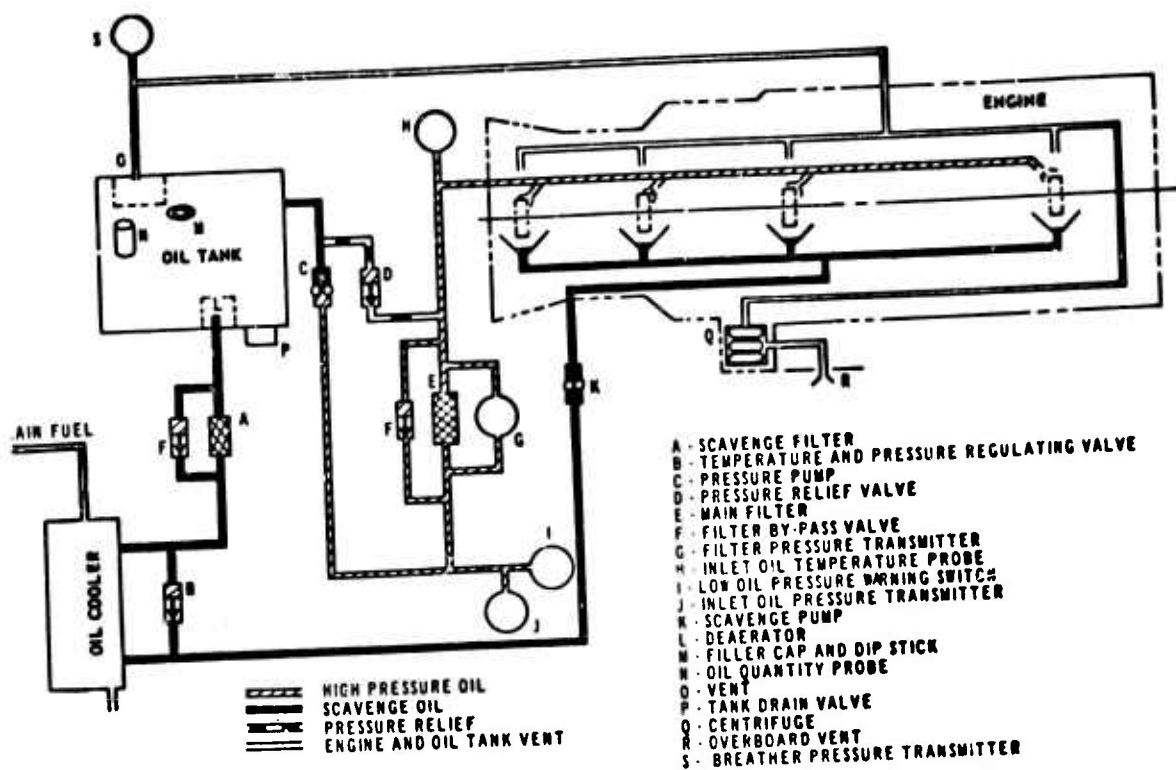 S
H
ENGINE
O
N
M
OIL TANK
L
P
C
D
E
F
G
K
Q
R
A
F
AIN FUEL
OIL COOLER
B
I
J
A - SCAVENGE FILTER
B - TEMPERATURE AND PRESSURE REGULATING VALVE
C - PRESSURE PUMP
D - PRESSURE RELIEF VALVE
E - MAIN FILTER
F - FILTER BY-PASS VALVE
G - FILTER PRESSURE TRANSMITTER
H - INLET OIL TEMPERATURE PROBE
I - LOW OIL PRESSURE WARNING SWITCH
J - INLET OIL PRESSURE TRANSMITTER
K - SCAVENGE PUMP
L - DEAERATOR
M - FILLER CAP AND DIP STICK
N - OIL QUANTITY PROBE
O - VENT
P - TANK DRAIN VALVE
Q - CENTRIFUGE
R - OVERBOARD VENT
S - BREATHER PRESSURE TRANSMITTER
HIGH PRESSURE OIL
SCAVENGE OIL
PRESSURE RELIEF
ENGINE AND OIL TANK VENT